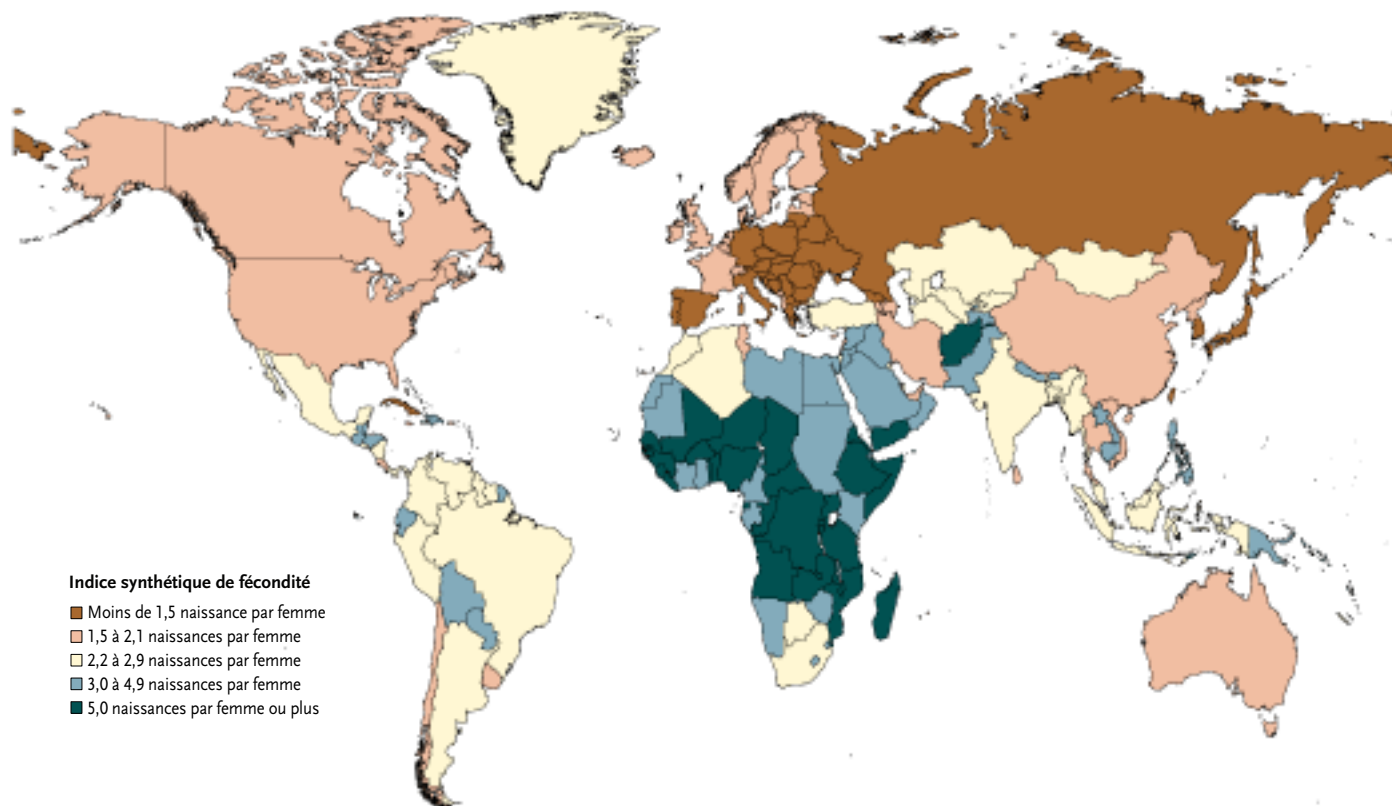 Indice synthétique de fécondité
Moins de 1,5 naissance par femme
1,5 à 2,1 naissances par femme
2,2 à 2,9 naissances par femme
3,0 à 4,9 naissances par femme
5,0 naissances par femme ou plus